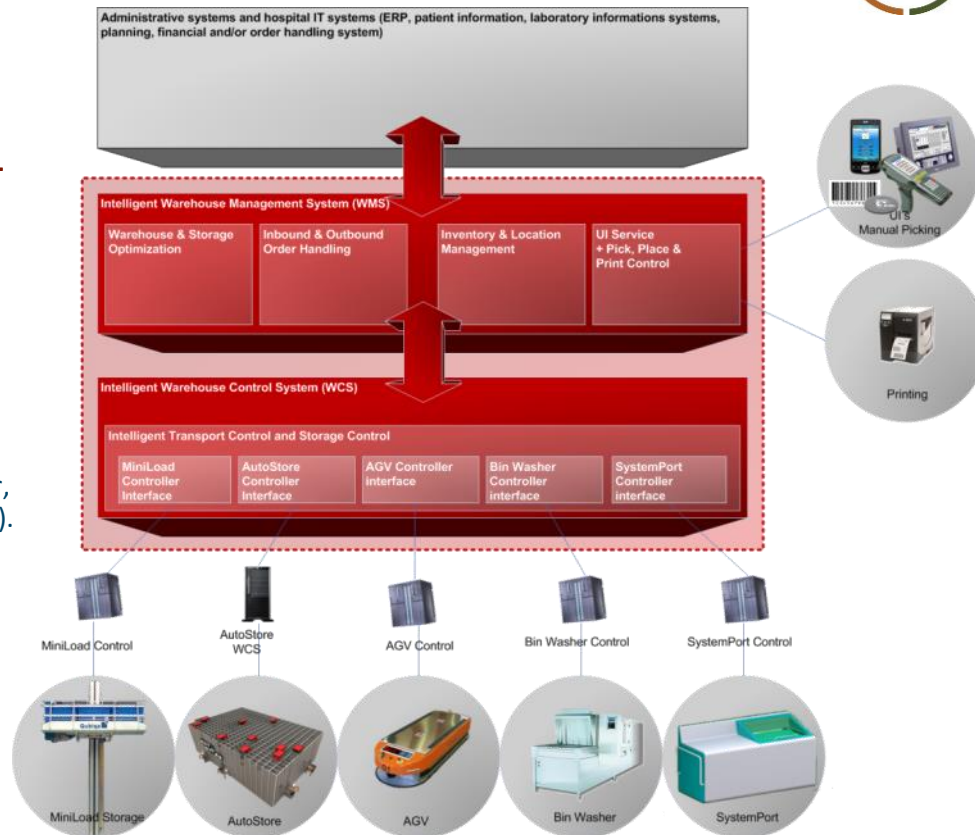 Administrative systems and hospital IT systems (ERP, patient information, laboratory informations systems,
planning, financial and/or order handling system)
Intelligent Warehouse Management System (WMS)
Warehouse & Storage
Optimization
Inbound & Outbound
Order Handling
Inventory & Location
Management
UI Service
+ Pick, Place &
Print Control
UI's
Manual Picking
Printing
Intelligent Warehouse Control System (WCS)
Intelligent Transport Control and Storage Control
MiniLoad
Controller
Interface
AutoStore
Controller
Interface
AGV Controller
interface
Bin Washer
Controller
interface
SystemPort
Controller
interface
,
).
MiniLoad Control
AutoStore
WCS
AGV Control
Bin Washer Control
SystemPort Control
MiniLoad Storage
AutoStore
AGV
Bin Washer
SystemPort